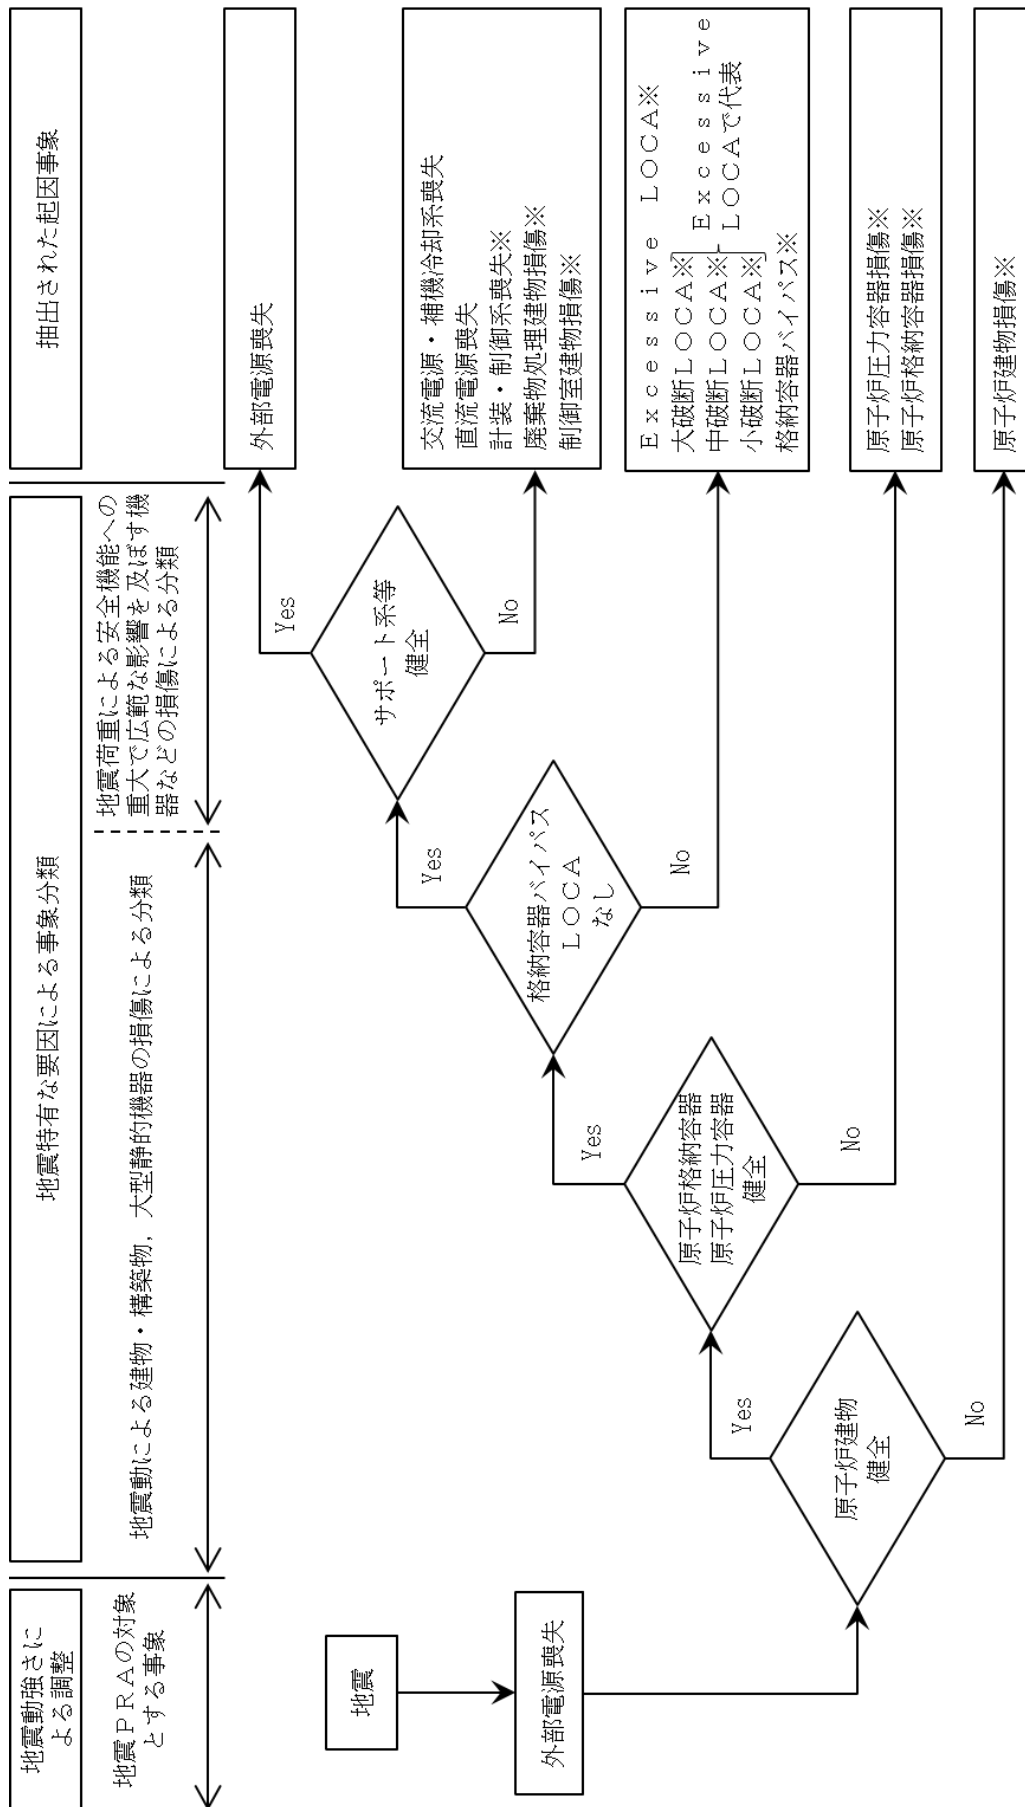 地震動強さに
よる調整
地震特有な要因による事象分類
抽出された起因事象
地震PRAの対象
とする事象
地震動による建物・構築物，大型静的機器の損傷による分類
地震荷重による安全機能への
重大で広範な影響を及ぼす機
器などの損傷による分類
地震
外部電源喪失
原子炉建物
健全
Yes
No
原子炉格納容器
原子炉圧力容器
健全
Yes
No
格納容器バイパス
LOCA
なし
Yes
No
サポート系等
健全
Yes
No
外部電源喪失
交流電源・補機冷却系喪失
直流電源喪失
計装・制御系喪失※
廃棄物処理建物損傷※
制御室建物損傷※
Excessive LOCA※
大破断LOCA※
中破断LOCA※
小破断LOCA※
Excessive
LOCAで代表
格納容器バイパス※
原子炉圧力容器損傷※
原子炉格納容器損傷※
原子炉建物損傷※